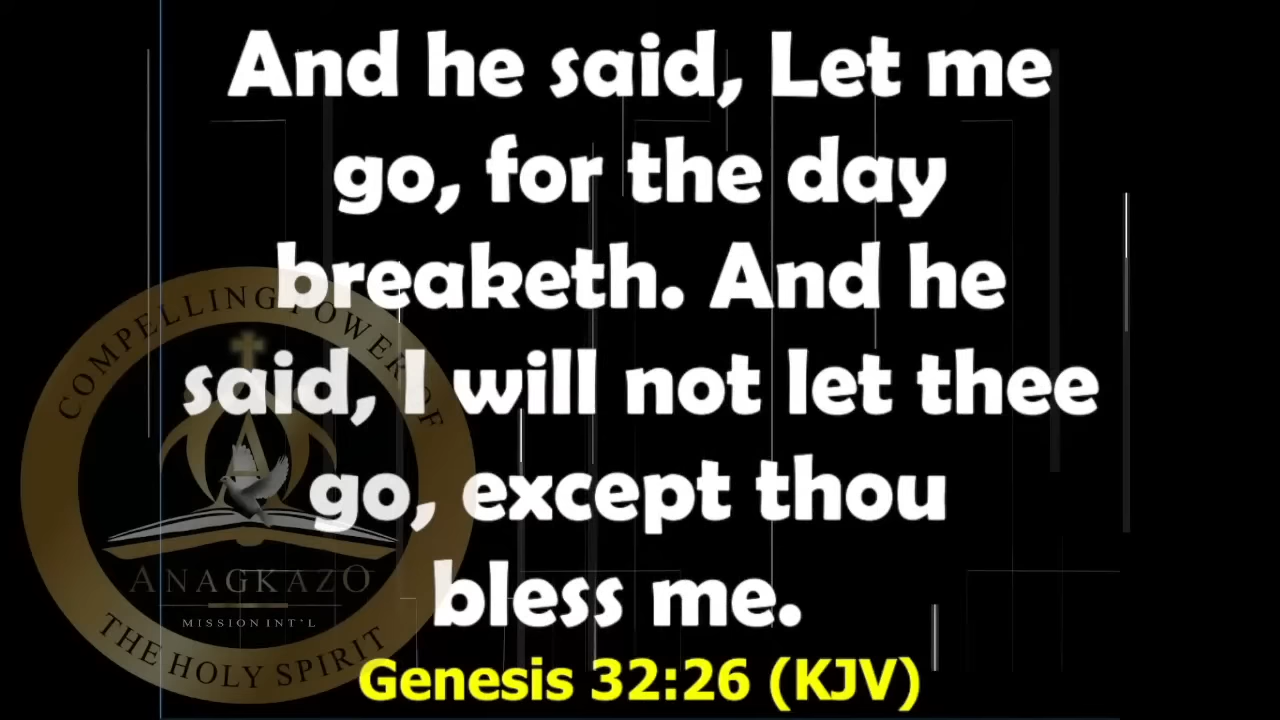 And he said, Let me
go, for the day
breaketh. And he
said, I will not let thee
go, except thou
bless me.
Genesis 32:26 (KJV)
COMPELLING POWER OF
ANAGKAZO
MISSION INT'L
THE HOLY SPIRIT